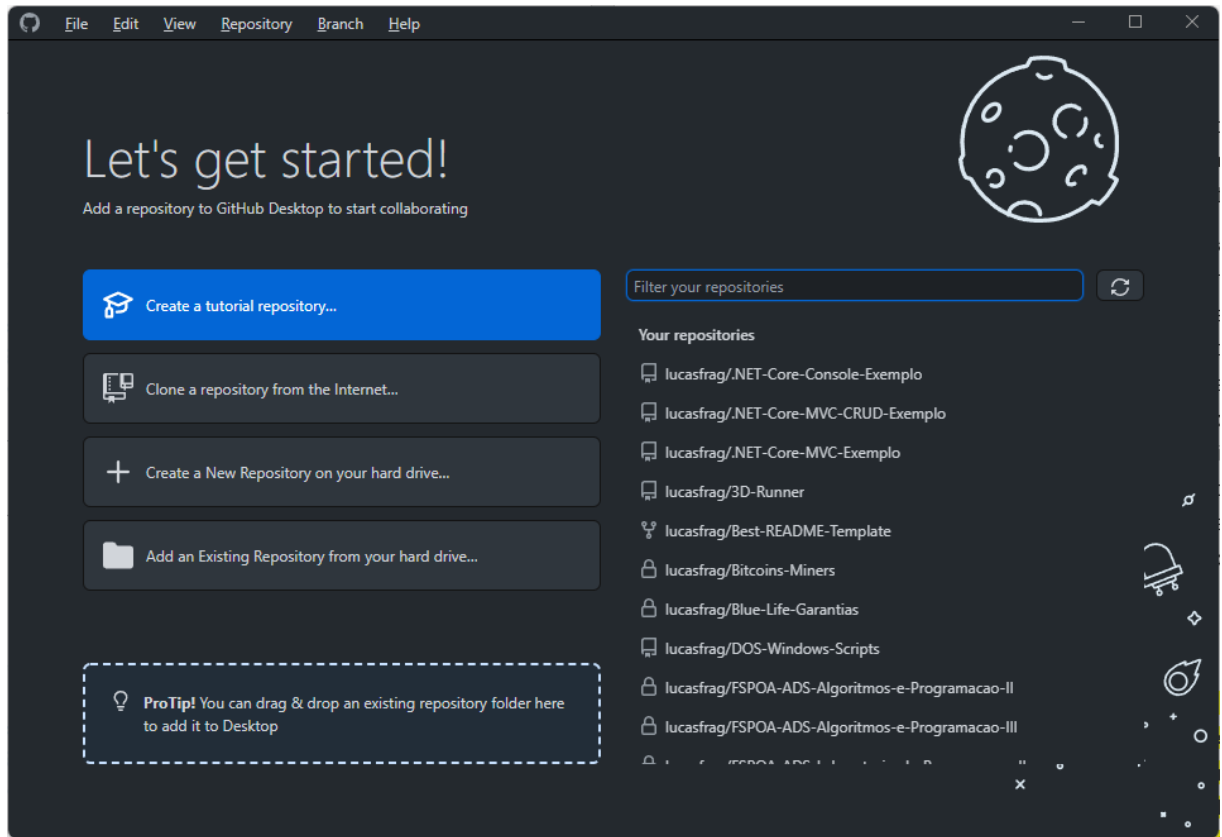 File Edit View Repository Branch Help
Let's get started!
Add a repository to GitHub Desktop to start collaborating
Create a tutorial repository...
Clone a repository from the Internet...
Create a New Repository on your hard drive...
Add an Existing Repository from your hard drive...
ProTip! You can drag & drop an existing repository folder here
to add it to Desktop
Filter your repositories
Your repositories
lucasfrag/.NET-Core-Console-Exemplo
lucasfrag/.NET-Core-MVC-CRUD-Exemplo
lucasfrag/.NET-Core-MVC-Exemplo
lucasfrag/3D-Runner
lucasfrag/Best-README-Template
lucasfrag/Bitcoins-Miners
lucasfrag/Blue-Life-Garantias
lucasfrag/DOS-Windows-Scripts
lucasfrag/FSPOA-ADS-Algoritmos-e-Programacao-II
lucasfrag/FSPOA-ADS-Algoritmos-e-Programacao-III